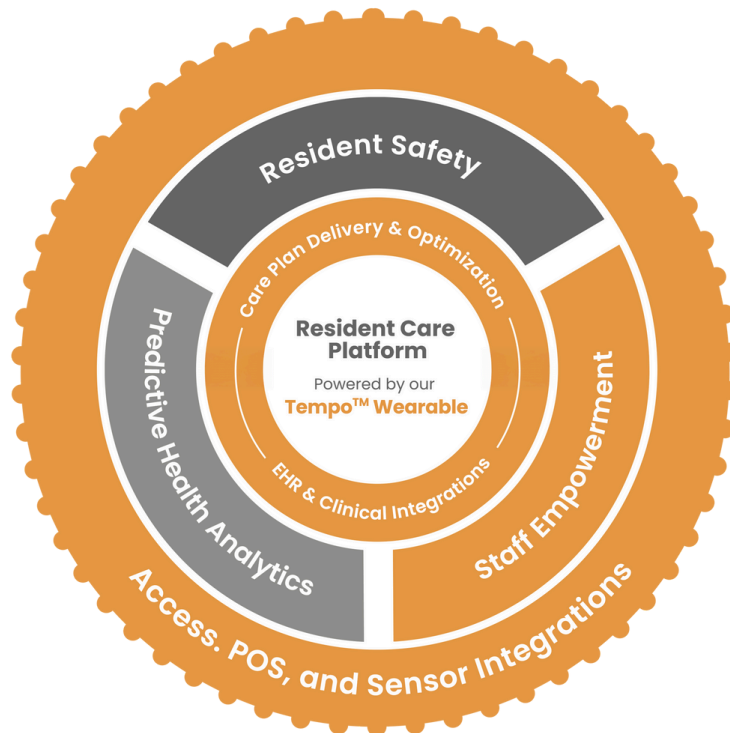 Resident Safety
Care Plan Delivery & Optimization
Resident Care
Platform
Powered by our
Tempo™ Wearable
EHR & Clinical Integrations
Predictive Health Analytics
Staff Empowerment
Access. POS, and Sensor Integrations